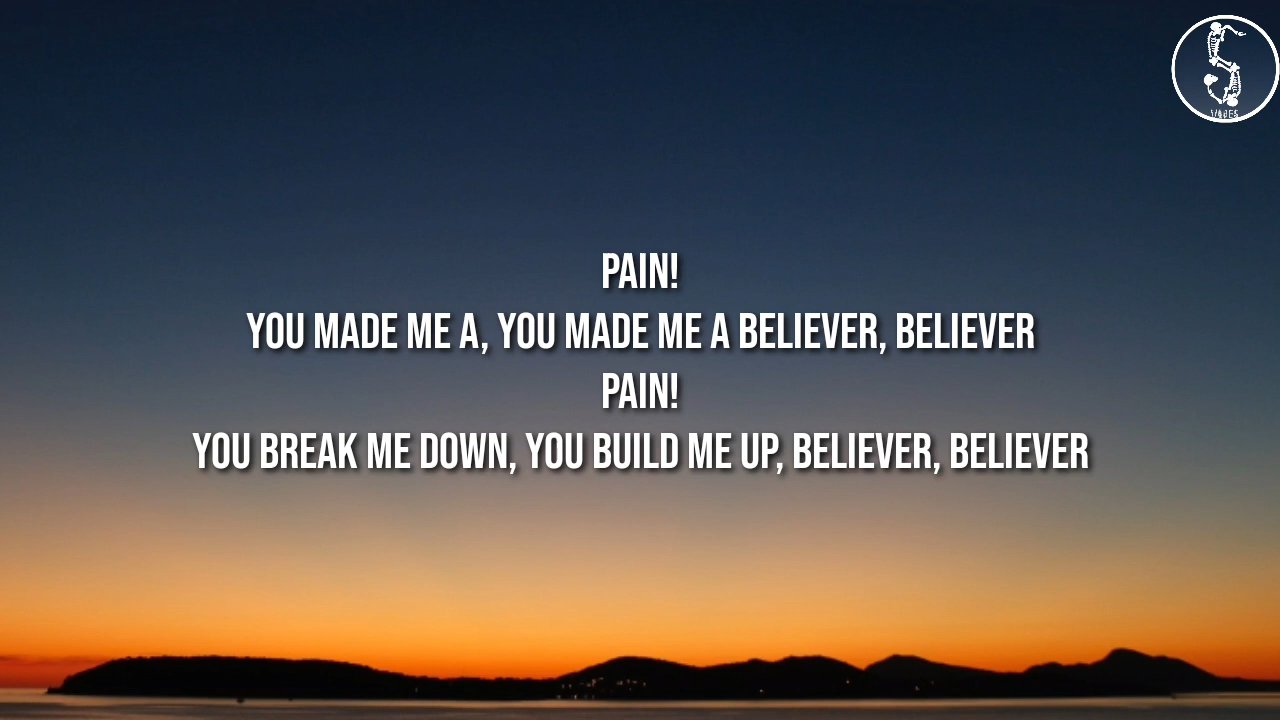 PAIN!
YOU MADE ME A, YOU MADE ME A BELIEVER, BELIEVER
PAIN!
YOU BREAK ME DOWN, YOU BUILD ME UP, BELIEVER, BELIEVER